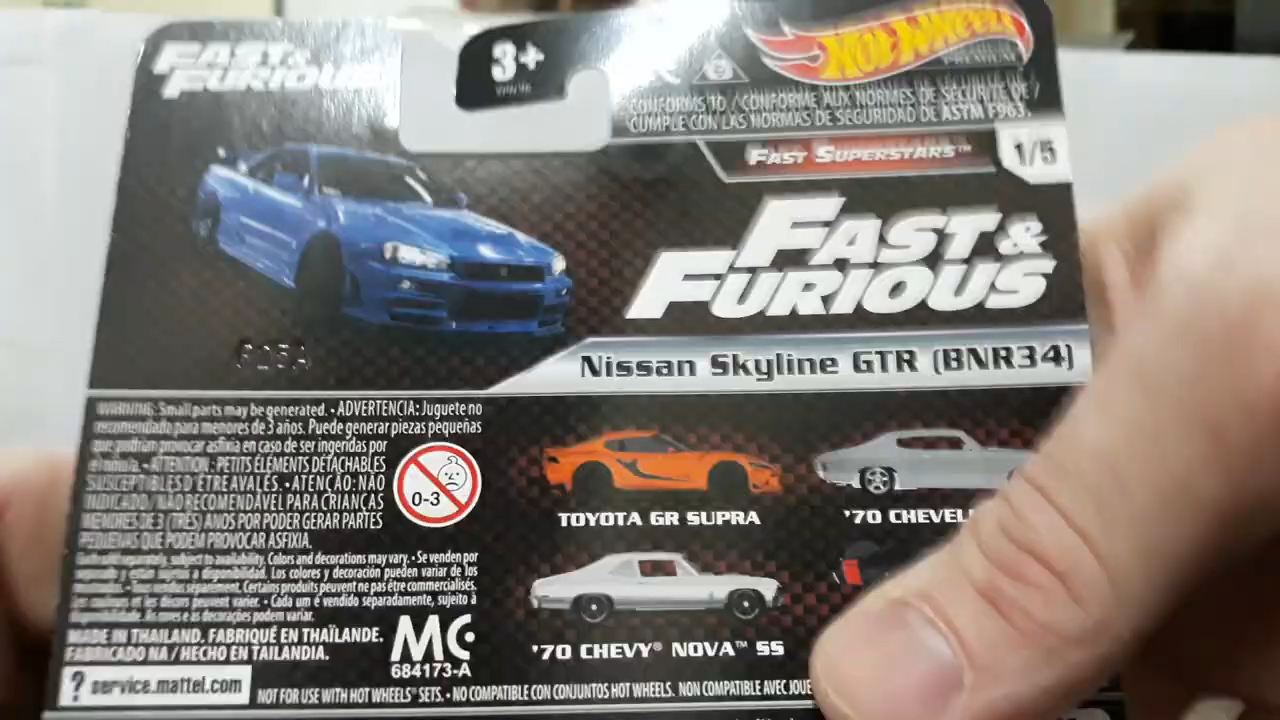 FAST & FURIOUS
3+
HOT WHEELS
PREMIUM
CONFORMS TO / CONFORME AUX NORMES DE SÉCURITÉ DE /
CUMPLE CON LAS NORMAS DE SEGURIDAD DE ASTM F963.
FAST SUPERSTARS™
1/5
FAST &
FURIOUS
Nissan Skyline GTR (BNR34)
WARNING: Small parts may be generated. • ADVERTENCIA: Juguete no
recomendado para menores de 3 años. Puede generar piezas pequeñas
que podrían provocar asfixia en caso de ser ingeridas por
el niño/a. • ATTENTION : PETITS ÉLÉMENTS DÉTACHABLES
SUSCEPTIBLES D'ÊTRE AVALÉS. • ATENÇÃO: NÃO
INDICADO / NÃO RECOMENDÁVEL PARA CRIANÇAS
MENORES DE 3 (TRÊS) ANOS POR PODER GERAR PARTES
PEQUENAS QUE PODEM PROVOCAR ASFIXIA.
0-3
Each sold separately, subject to availability. Colors and decorations may vary. • Se venden por
separado y están sujetos a disponibilidad. Los colores y decoración pueden variar de los
mostrados. • Tous vendus séparément. Certains produits peuvent ne pas être commercialisés.
Les couleurs et les décors peuvent varier. • Cada um é vendido separadamente, sujeito à
disponibilidade. As cores e as decorações podem variar.
MADE IN THAILAND. FABRIQUÉ EN THAÏLANDE.
FABRICADO NA / HECHO EN TAILANDIA.
MC
684173-A
? service.mattel.com
NOT FOR USE WITH HOT WHEELS® SETS. • NO COMPATIBLE CON CONJUNTOS HOT WHEELS. NON COMPATIBLE AVEC
TOYOTA GR SUPRA
'70
'70 CHEVY® NOVA™ SS